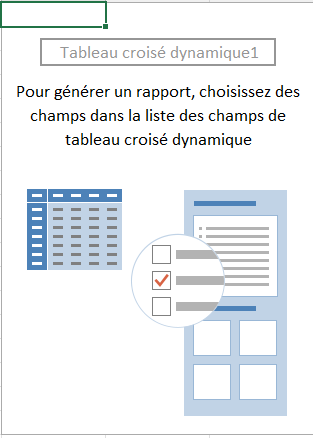 Tableau croisé dynamique1
Pour générer un rapport, choisissez des
champs dans la liste des champs de
tableau croisé dynamique